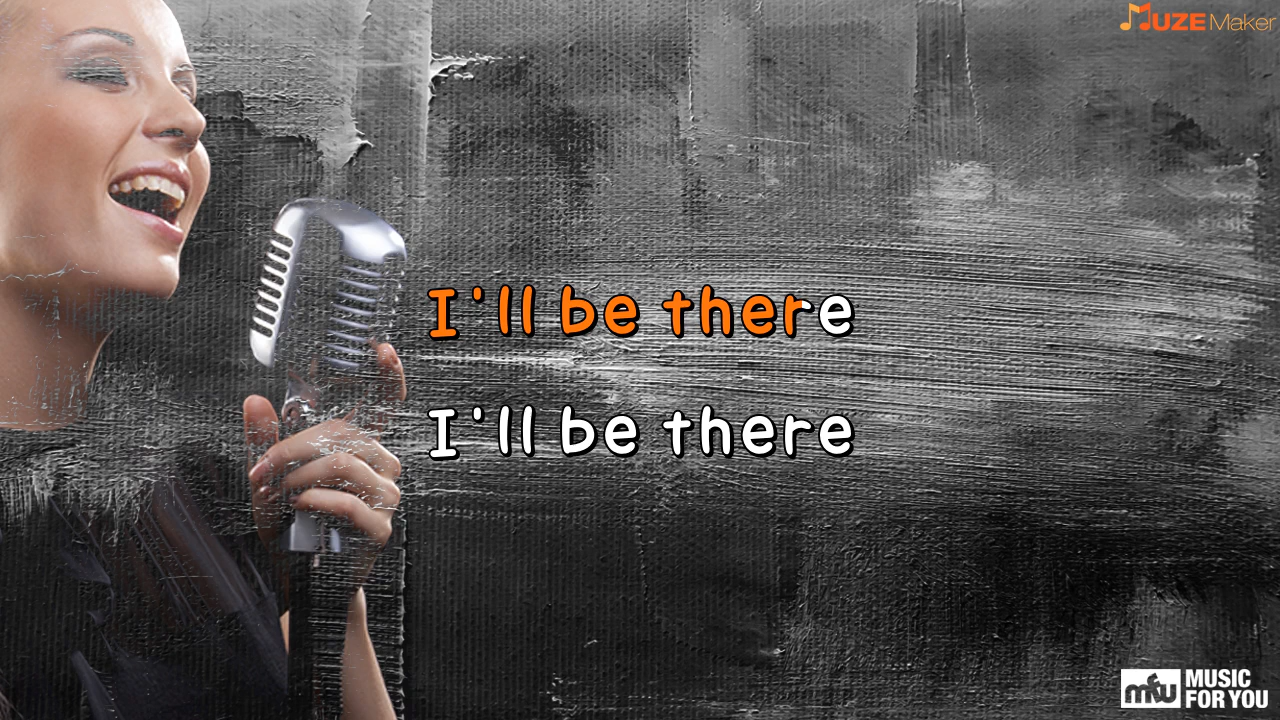 MUZE Maker
I'll be there
I'll be there
mfu MUSIC
FOR YOU